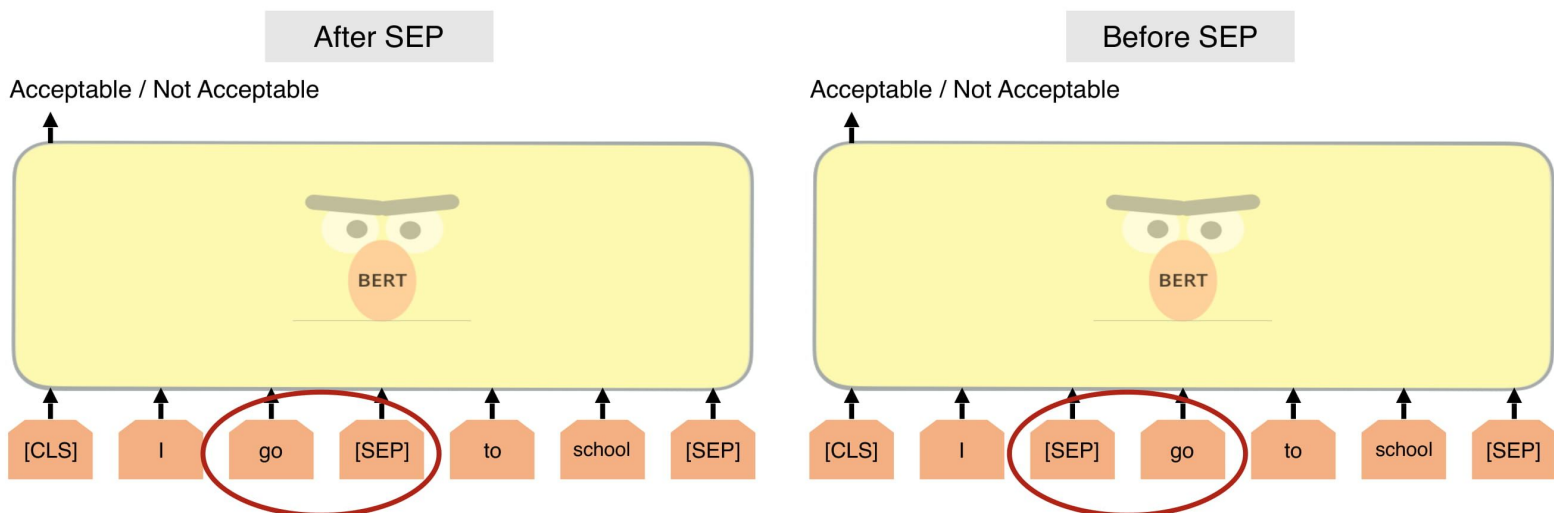 After SEP
Acceptable / Not Acceptable
BERT
[CLS] I go [SEP] to school [SEP]
Before SEP
Acceptable / Not Acceptable
BERT
[CLS] I [SEP] go to school [SEP]